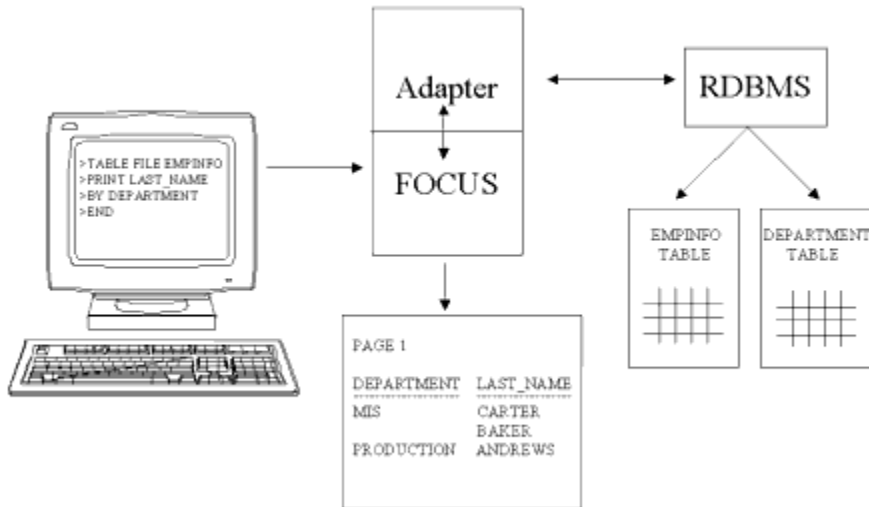 >TABLE FILE EMPINFO
>PRINT LAST_NAME
>BY DEPARTMENT
>END
Adapter
FOCUS
RDBMS
EMPINFO
TABLE
DEPARTMENT
TABLE
PAGE 1
DEPARTMENT LAST_NAME
MIS CARTER
BAKER
PRODUCTION ANDREWS